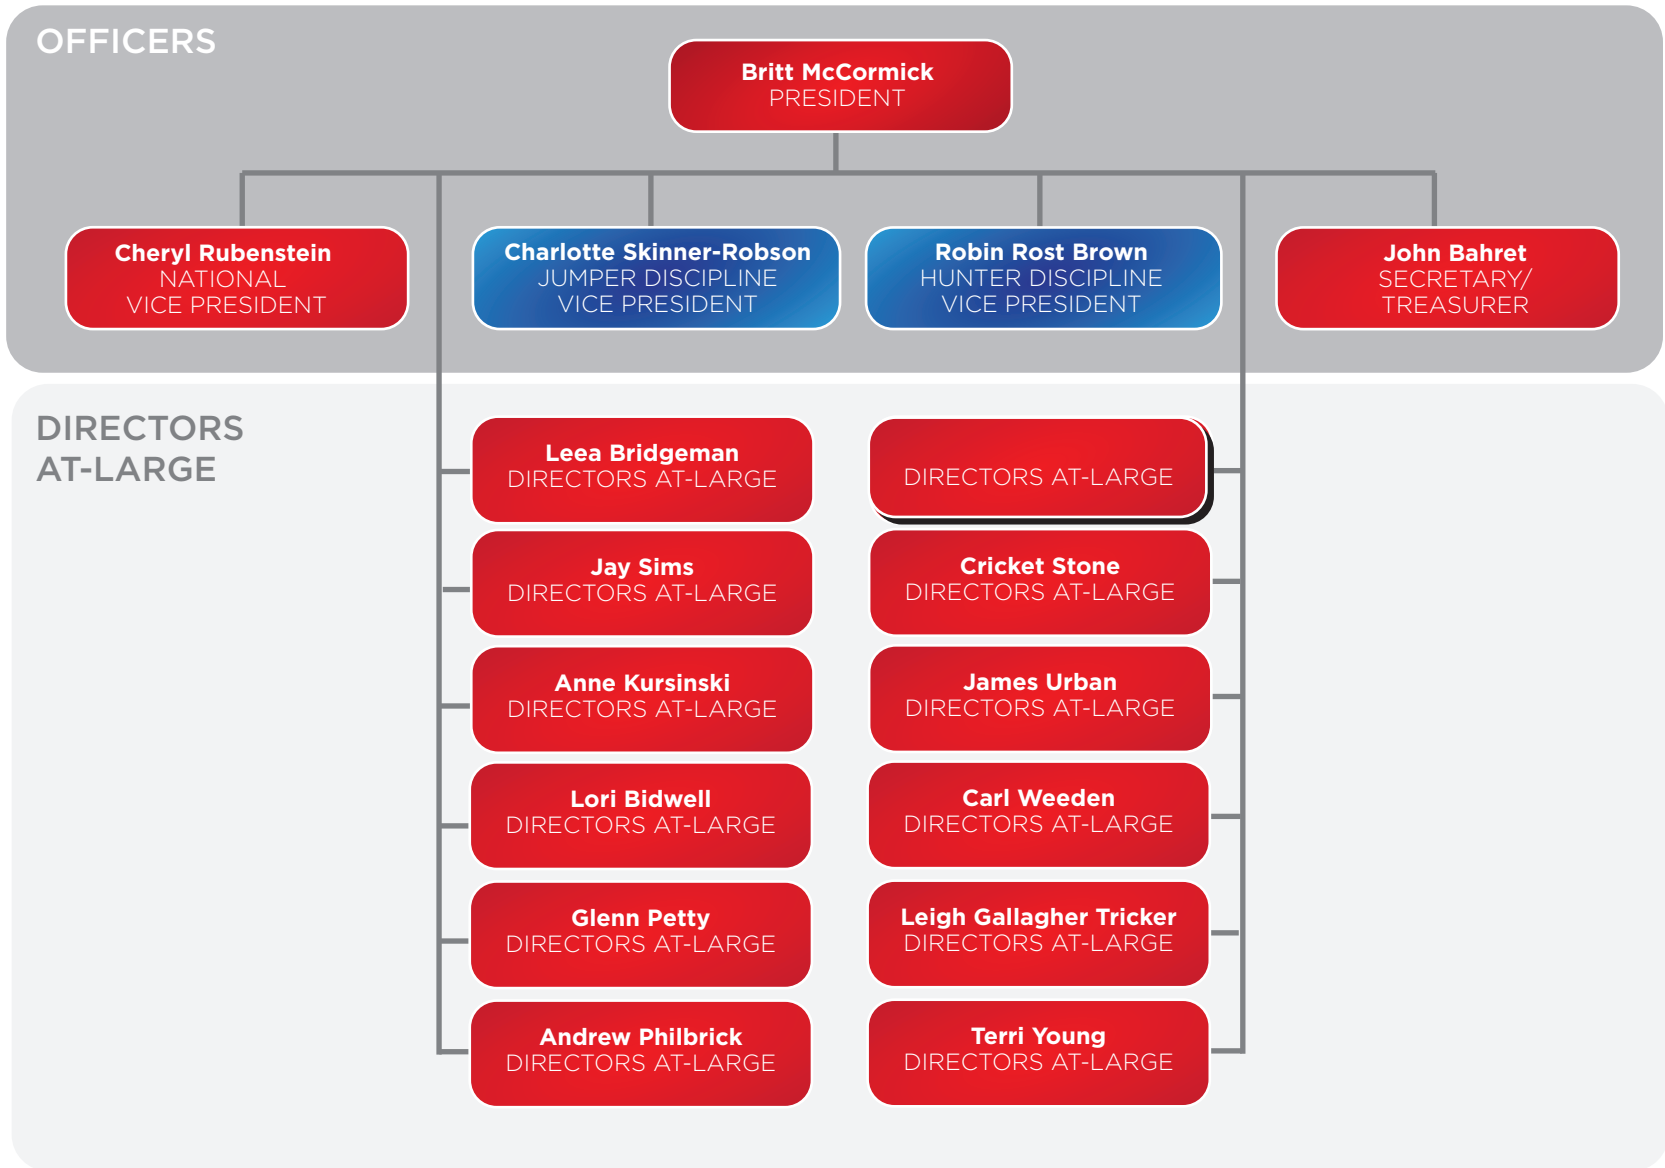 OFFICERS
Britt McCormick
PRESIDENT
Cheryl Rubenstein
NATIONAL
VICE PRESIDENT
Charlotte Skinner-Robson
JUMPER DISCIPLINE
VICE PRESIDENT
Robin Rost Brown
HUNTER DISCIPLINE
VICE PRESIDENT
John Bahret
SECRETARY/
TREASURER
DIRECTORS
AT-LARGE
Leea Bridgeman
DIRECTORS AT-LARGE
DIRECTORS AT-LARGE
Jay Sims
DIRECTORS AT-LARGE
Cricket Stone
DIRECTORS AT-LARGE
Anne Kursinski
DIRECTORS AT-LARGE
James Urban
DIRECTORS AT-LARGE
Lori Bidwell
DIRECTORS AT-LARGE
Carl Weeden
DIRECTORS AT-LARGE
Glenn Petty
DIRECTORS AT-LARGE
Leigh Gallagher Tricker
DIRECTORS AT-LARGE
Andrew Philbrick
DIRECTORS AT-LARGE
Terri Young
DIRECTORS AT-LARGE